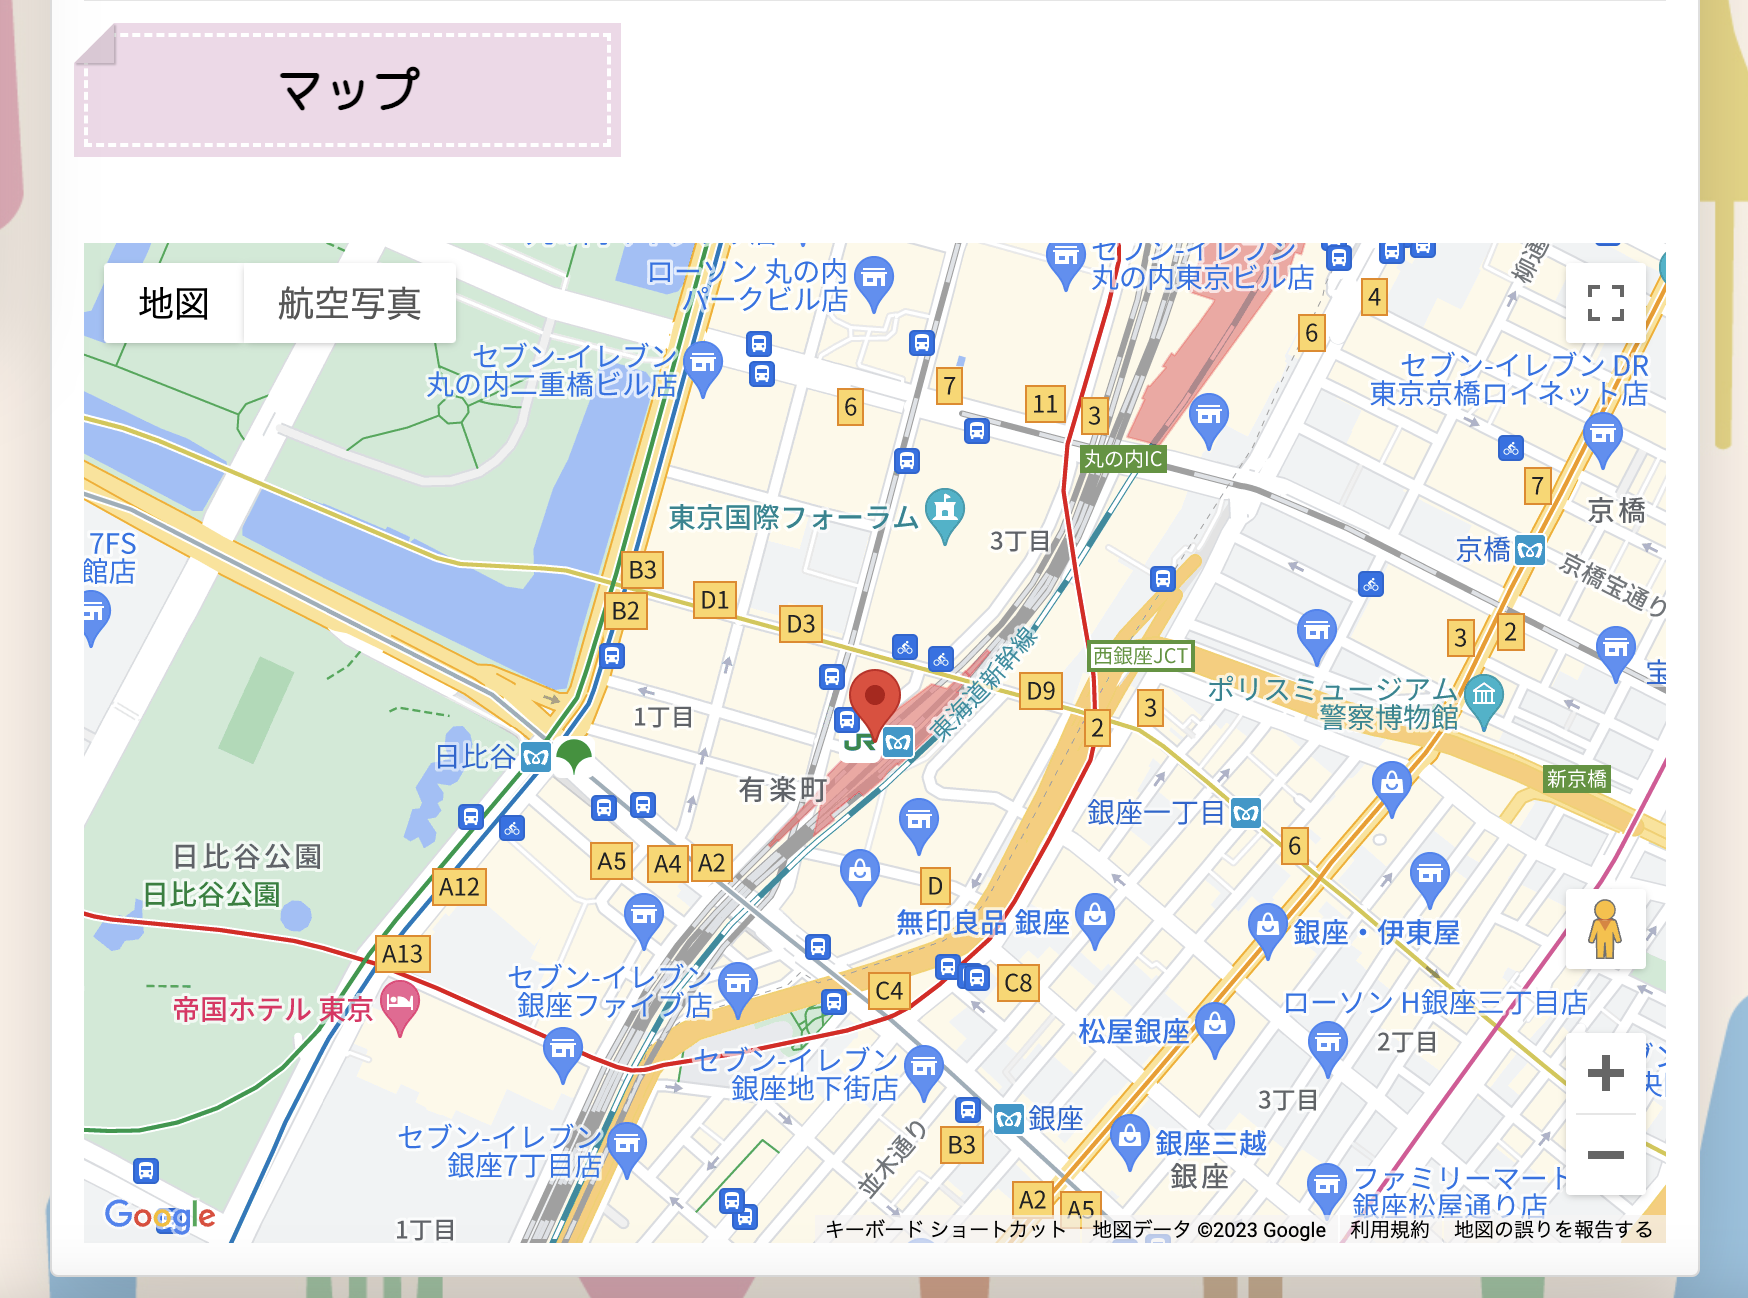 マップ
地図
航空写真
ローソン 丸の内
パークビル店
セブン-イレブン
丸の内東京ビル店
柳通
4
6
セブン-イレブン
丸の内二重橋ビル店
セブン-イレブン DR
東京京橋ロイネット店
7
6
11
3
丸の内IC
7
京橋
東京国際フォーラム
3丁目
7FS
館店
京橋
京橋宝通り
B3
B2
D1
D3
3
2
東海道新幹線
西銀座JCT
D9
3
2
ポリスミュージアム
警察博物館
宝
1丁目
JR
日比谷
有楽町
新京橋
銀座一丁目
6
日比谷公園
日比谷公園
A5
A4
A2
A12
D
無印良品 銀座
銀座・伊東屋
A13
セブン-イレブン
銀座ファイブ店
C4
C8
帝国ホテル 東京
ローソン H銀座三丁目店
松屋銀座
2丁目
セブン-イレブン
銀座地下街店
3丁目
銀座
セブン-イレブン
銀座7丁目店
並木通り
B3
銀座三越
銀座
ファミリーマート
銀座松屋通り店
A2
A5
1丁目
Google
キーボード ショートカット
地図データ ©2023 Google
利用規約
地図の誤りを報告する